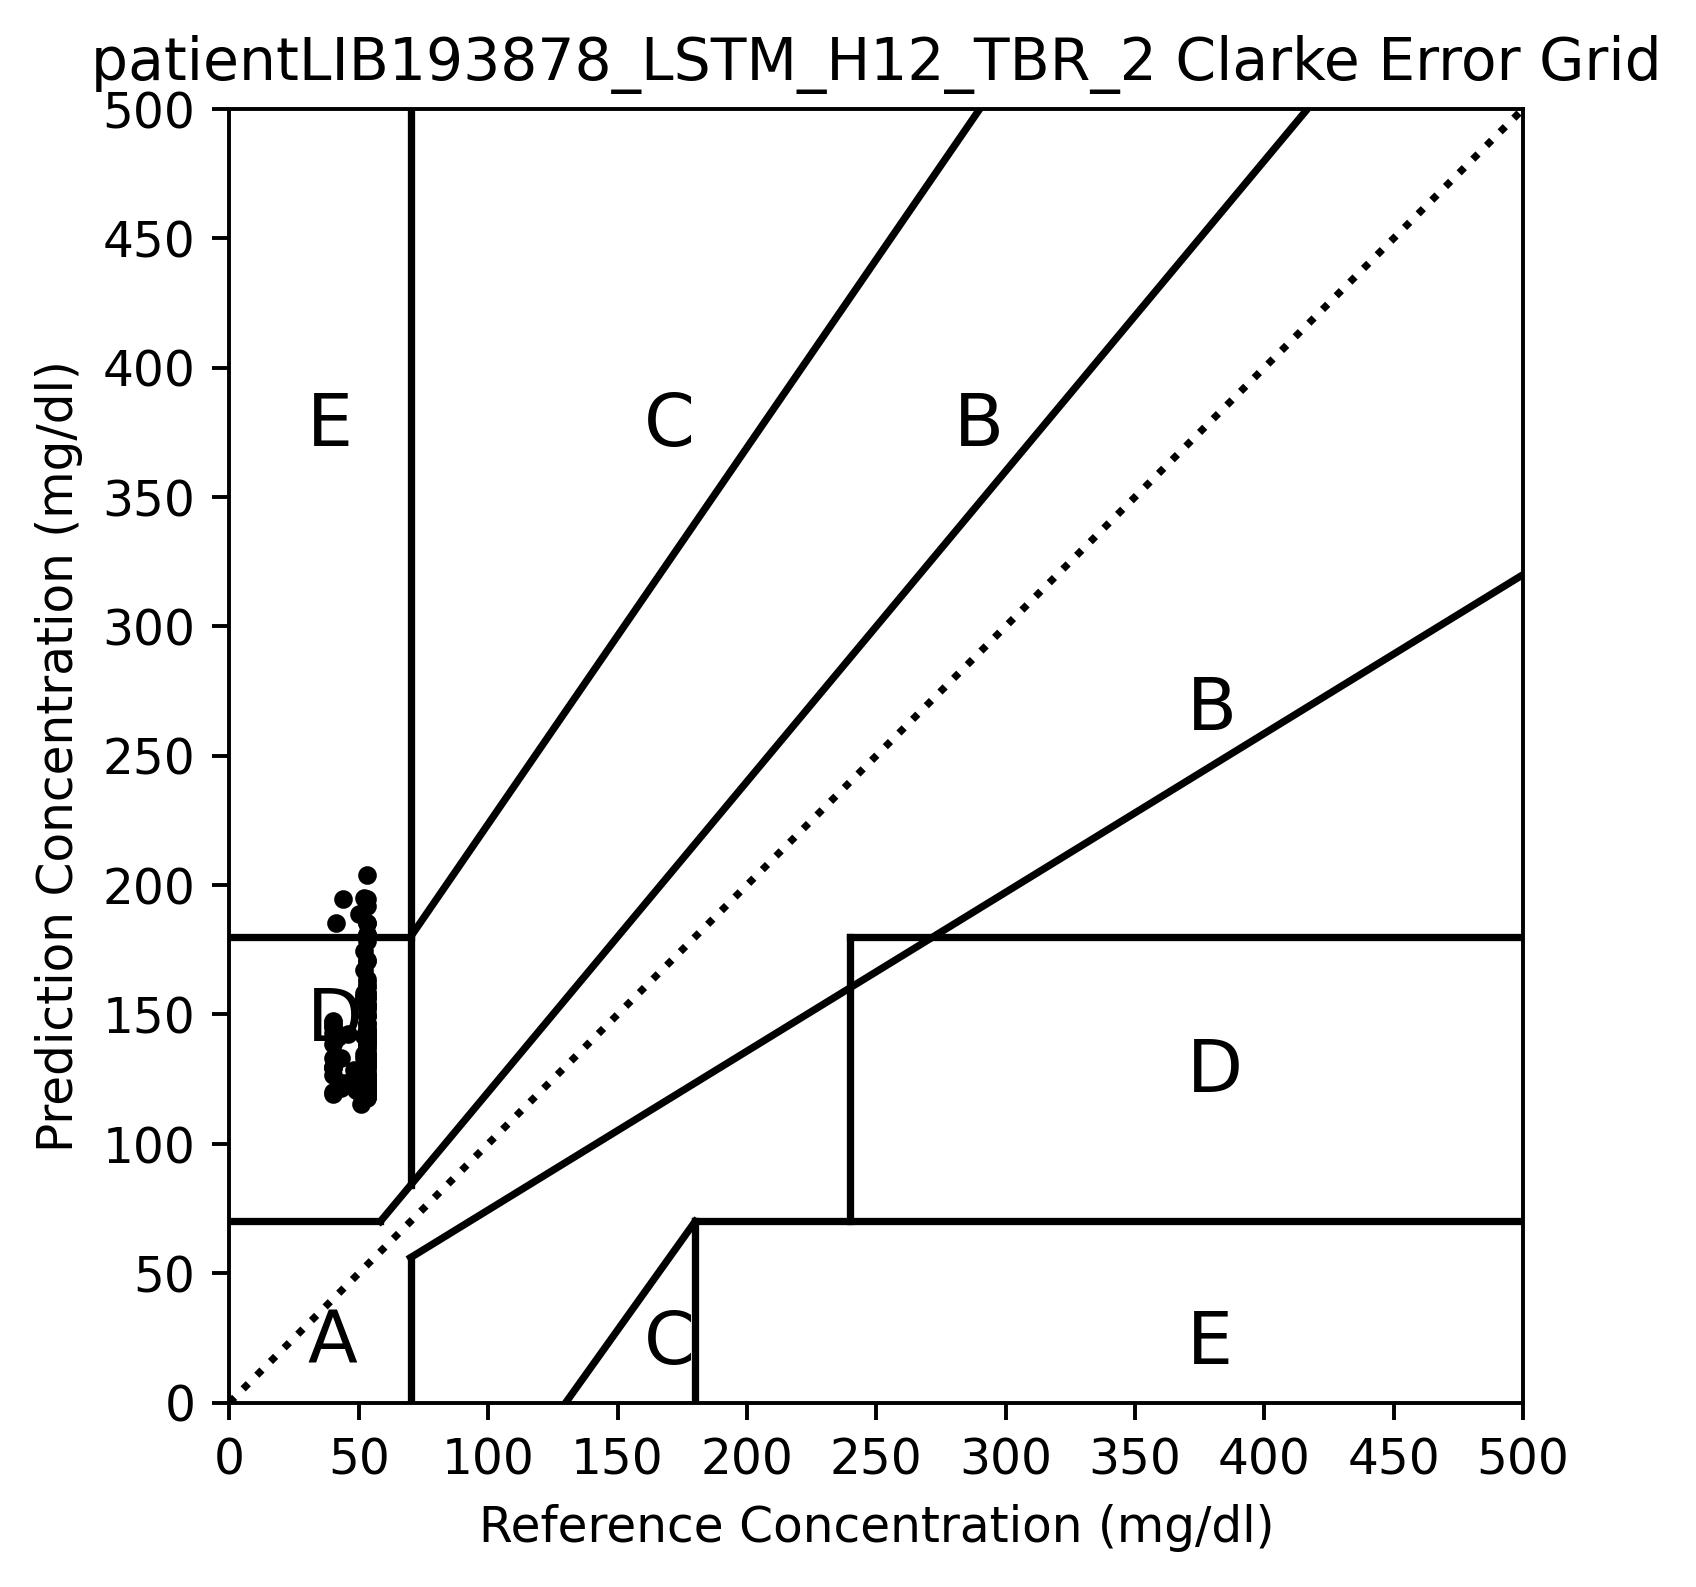 patientLIB193878_LSTM_H12_TBR_2 Clarke Error Grid
500
450
400
350
300
250
200
150
100
50
0
Prediction Concentration (mg/dl)
E
C
B
B
D
D
A
C
E
0 50 100 150 200 250 300 350 400 450 500
Reference Concentration (mg/dl)